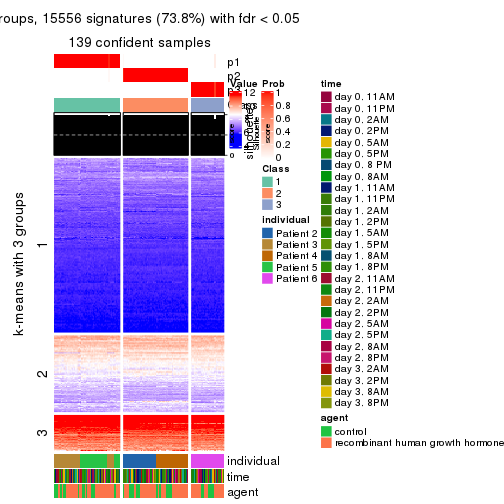 roups, 15556 signatures (73.8%) with fdr < 0.05
139 confident samples
p1
p2
Value
12
Prob
1
0.8
0.6
0.4
0.2
0
Class
1
2
3
individual
Patient 2
Patient 3
Patient 4
Patient 5
Patient 6
time
day 0. 11AM
day 0. 11PM
day 0. 2AM
day 0. 2PM
day 0. 5AM
day 0. 5PM
day 0. 8 PM
day 0. 8AM
day 1. 11AM
day 1. 11PM
day 1. 2AM
day 1. 2PM
day 1. 5AM
day 1. 5PM
day 1. 8AM
day 1. 8PM
day 2. 11AM
day 2. 11PM
day 2. 2AM
day 2. 2PM
day 2. 5AM
day 2. 5PM
day 2. 8AM
day 2. 8PM
day 3. 2AM
day 3. 2PM
day 3. 8AM
day 3. 8PM
agent
control
recombinant human growth hormone
k-means with 3 groups
1
2
3
individual
time
agent